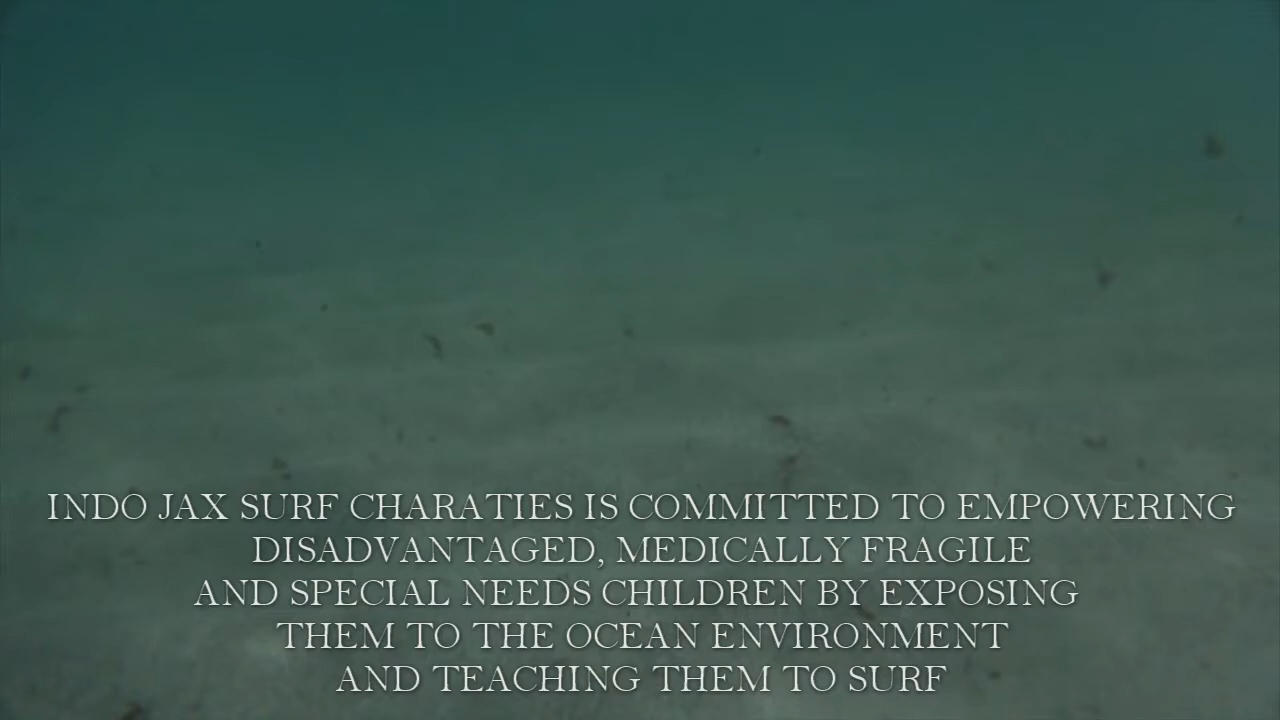 INDO JAX SURF CHARATIES IS COMMITTED TO EMPOWERING
DISADVANTAGED, MEDICALLY FRAGILE
AND SPECIAL NEEDS CHILDREN BY EXPOSING
THEM TO THE OCEAN ENVIRONMENT
AND TEACHING THEM TO SURF